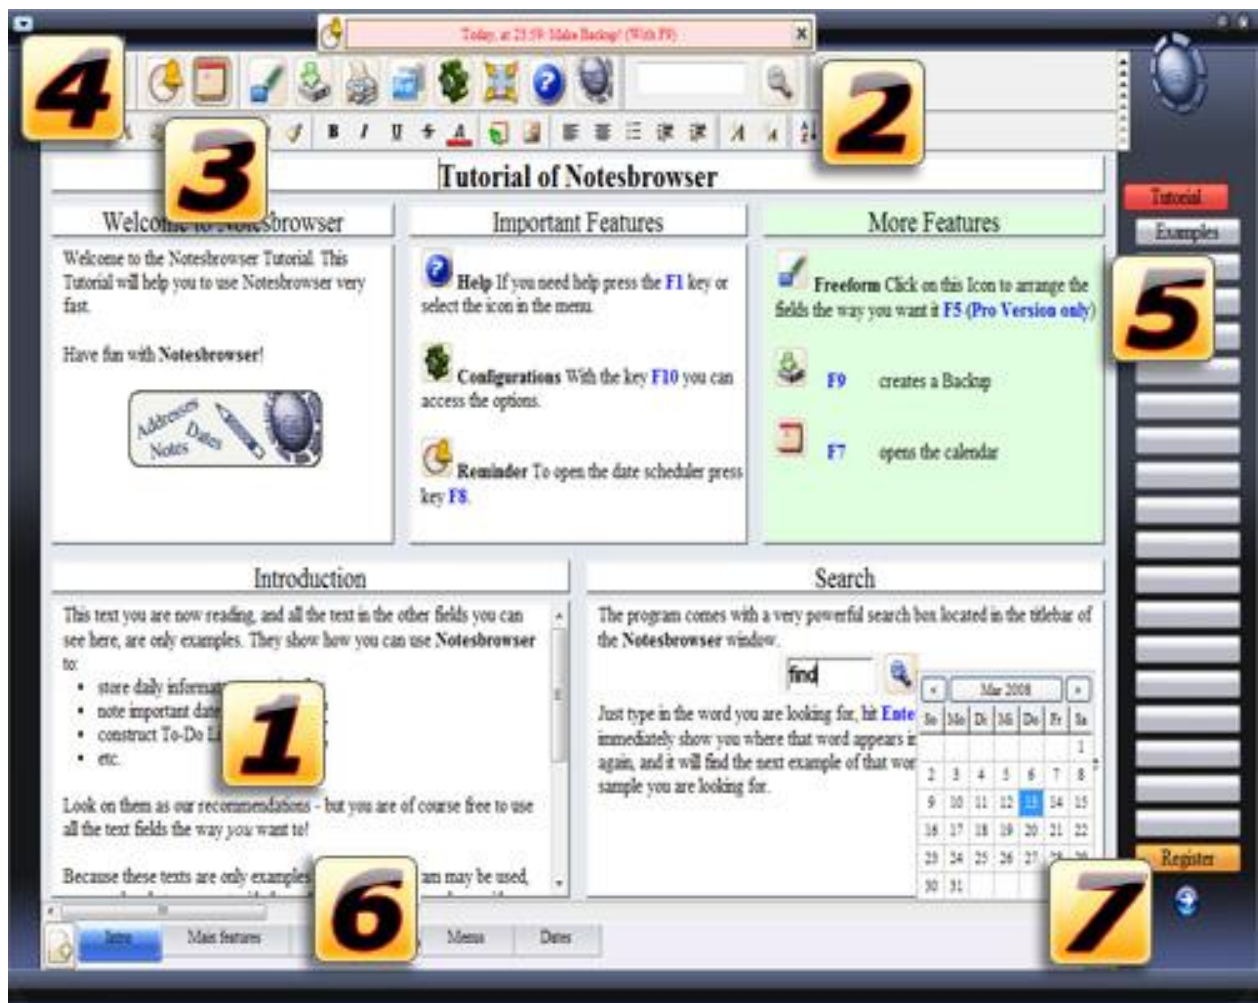 Today, at 23:59: Make Backup! (With F9)
4
2
3
B I U S A
Tutorial of Notesbrowser
Tutorial
Examples
Welcome to Notesbrowser
Welcome to the Notesbrowser Tutorial. This
Tutorial will help you to use Notesbrowser very
fast.
Have fun with Notesbrowser!
Addresses
Dates
Notes
Important Features
Help If you need help press the F1 key or
select the icon in the menu.
Configurations With the key F10 you can
access the options.
Reminder To open the date scheduler press
key F8.
More Features
Freeform Click on this Icon to arrange the
fields the way you want it F5 (Pro Version only)
F9 creates a Backup
F7 opens the calendar
5
Introduction
This text you are now reading, and all the text in the other fields you can
see here, are only examples. They show how you can use Notesbrowser
to:
• store daily
• note important
• construct To-Do
• etc.
1
Look on them as our recommendations - but you are of course free to use
all the text fields the way you want to!
Because these texts are only examples may be used,
Search
The program comes with a very powerful search box located in the titlebar of
the Notesbrowser window.
find
Just type in the word you are looking for, hit
immediately show you where that word appears
again, and it will find the next example of that
sample you are looking for.
Mar 2008
So Mo Di Mi Do Fr Sa
1
2 3 4 5 6 7 8
9 10 11 12 13 14 15
16 17 18 19 20 21 22
23 24 25 26 27 28 29
30 31
Register
6
7
Intro Main features Menus Dates